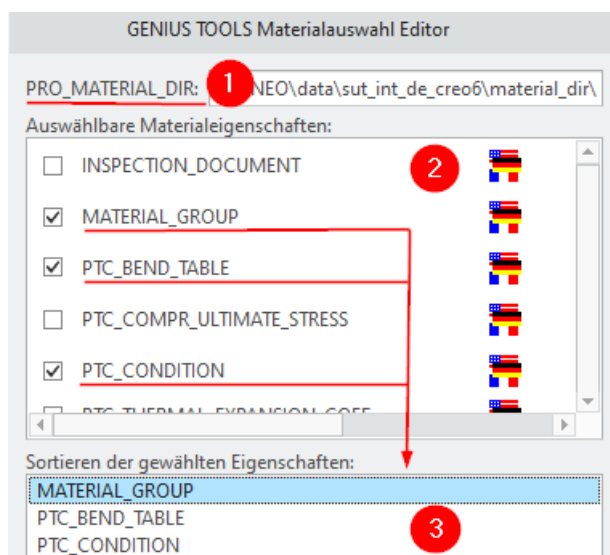 GENIUS TOOLS Materialauswahl Editor
PRO_MATERIAL_DIR: 1 NEO\data\sut_int_de_creo6\material_dir\
Auswählbare Materialeigenschaften:
INSPECTION_DOCUMENT 2
MATERIAL_GROUP
PTC_BEND_TABLE
PTC_COMPR_ULTIMATE_STRESS
PTC_CONDITION
PTC_THERMAL_EXPANSION_COEF
Sortieren der gewählten Eigenschaften:
MATERIAL_GROUP
PTC_BEND_TABLE 3
PTC_CONDITION